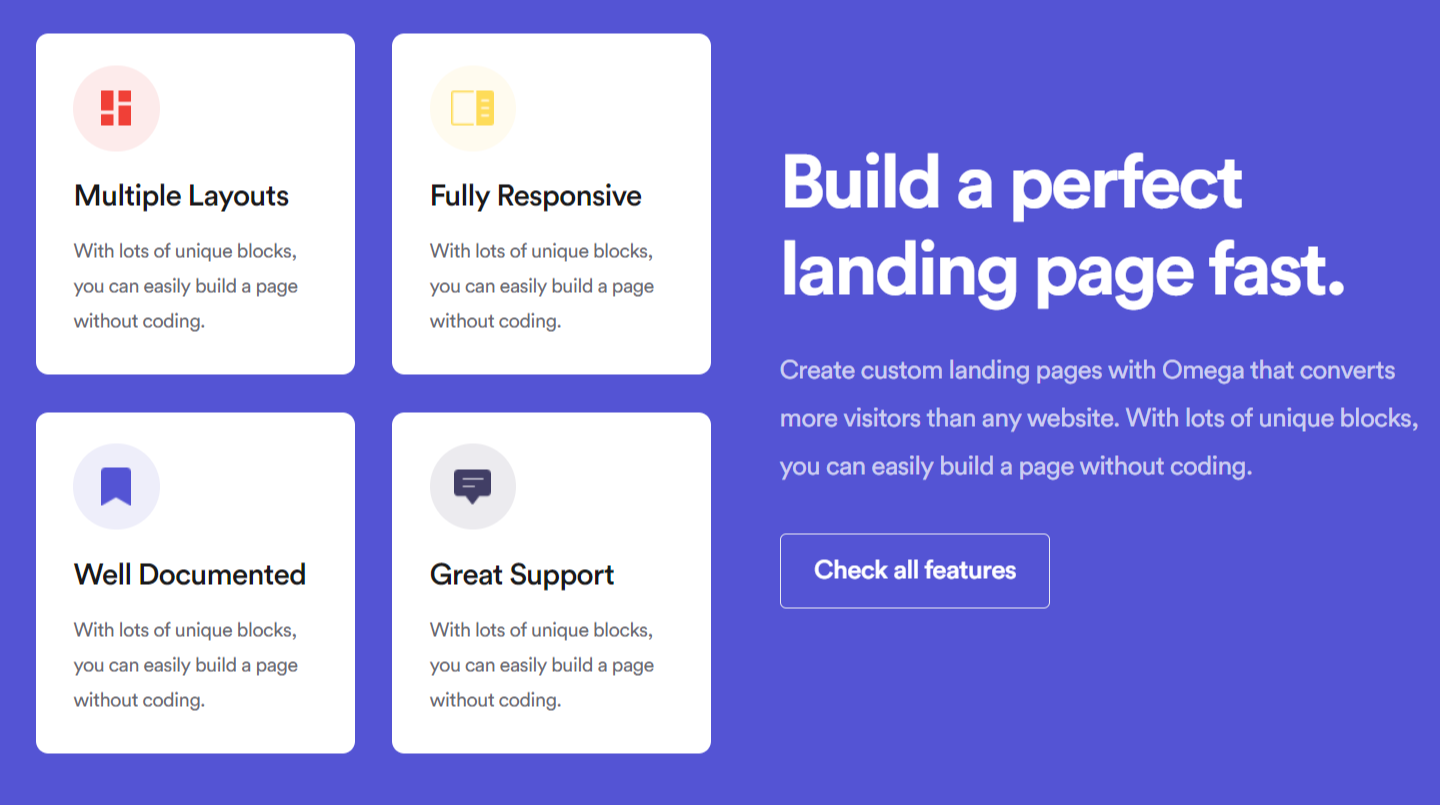 Multiple Layouts
With lots of unique blocks,
you can easily build a page
without coding.
Fully Responsive
With lots of unique blocks,
you can easily build a page
without coding.
Well Documented
With lots of unique blocks,
you can easily build a page
without coding.
Great Support
With lots of unique blocks,
you can easily build a page
without coding.
Build a perfect
landing page fast.
Create custom landing pages with Omega that converts
more visitors than any website. With lots of unique blocks,
you can easily build a page without coding.
Check all features